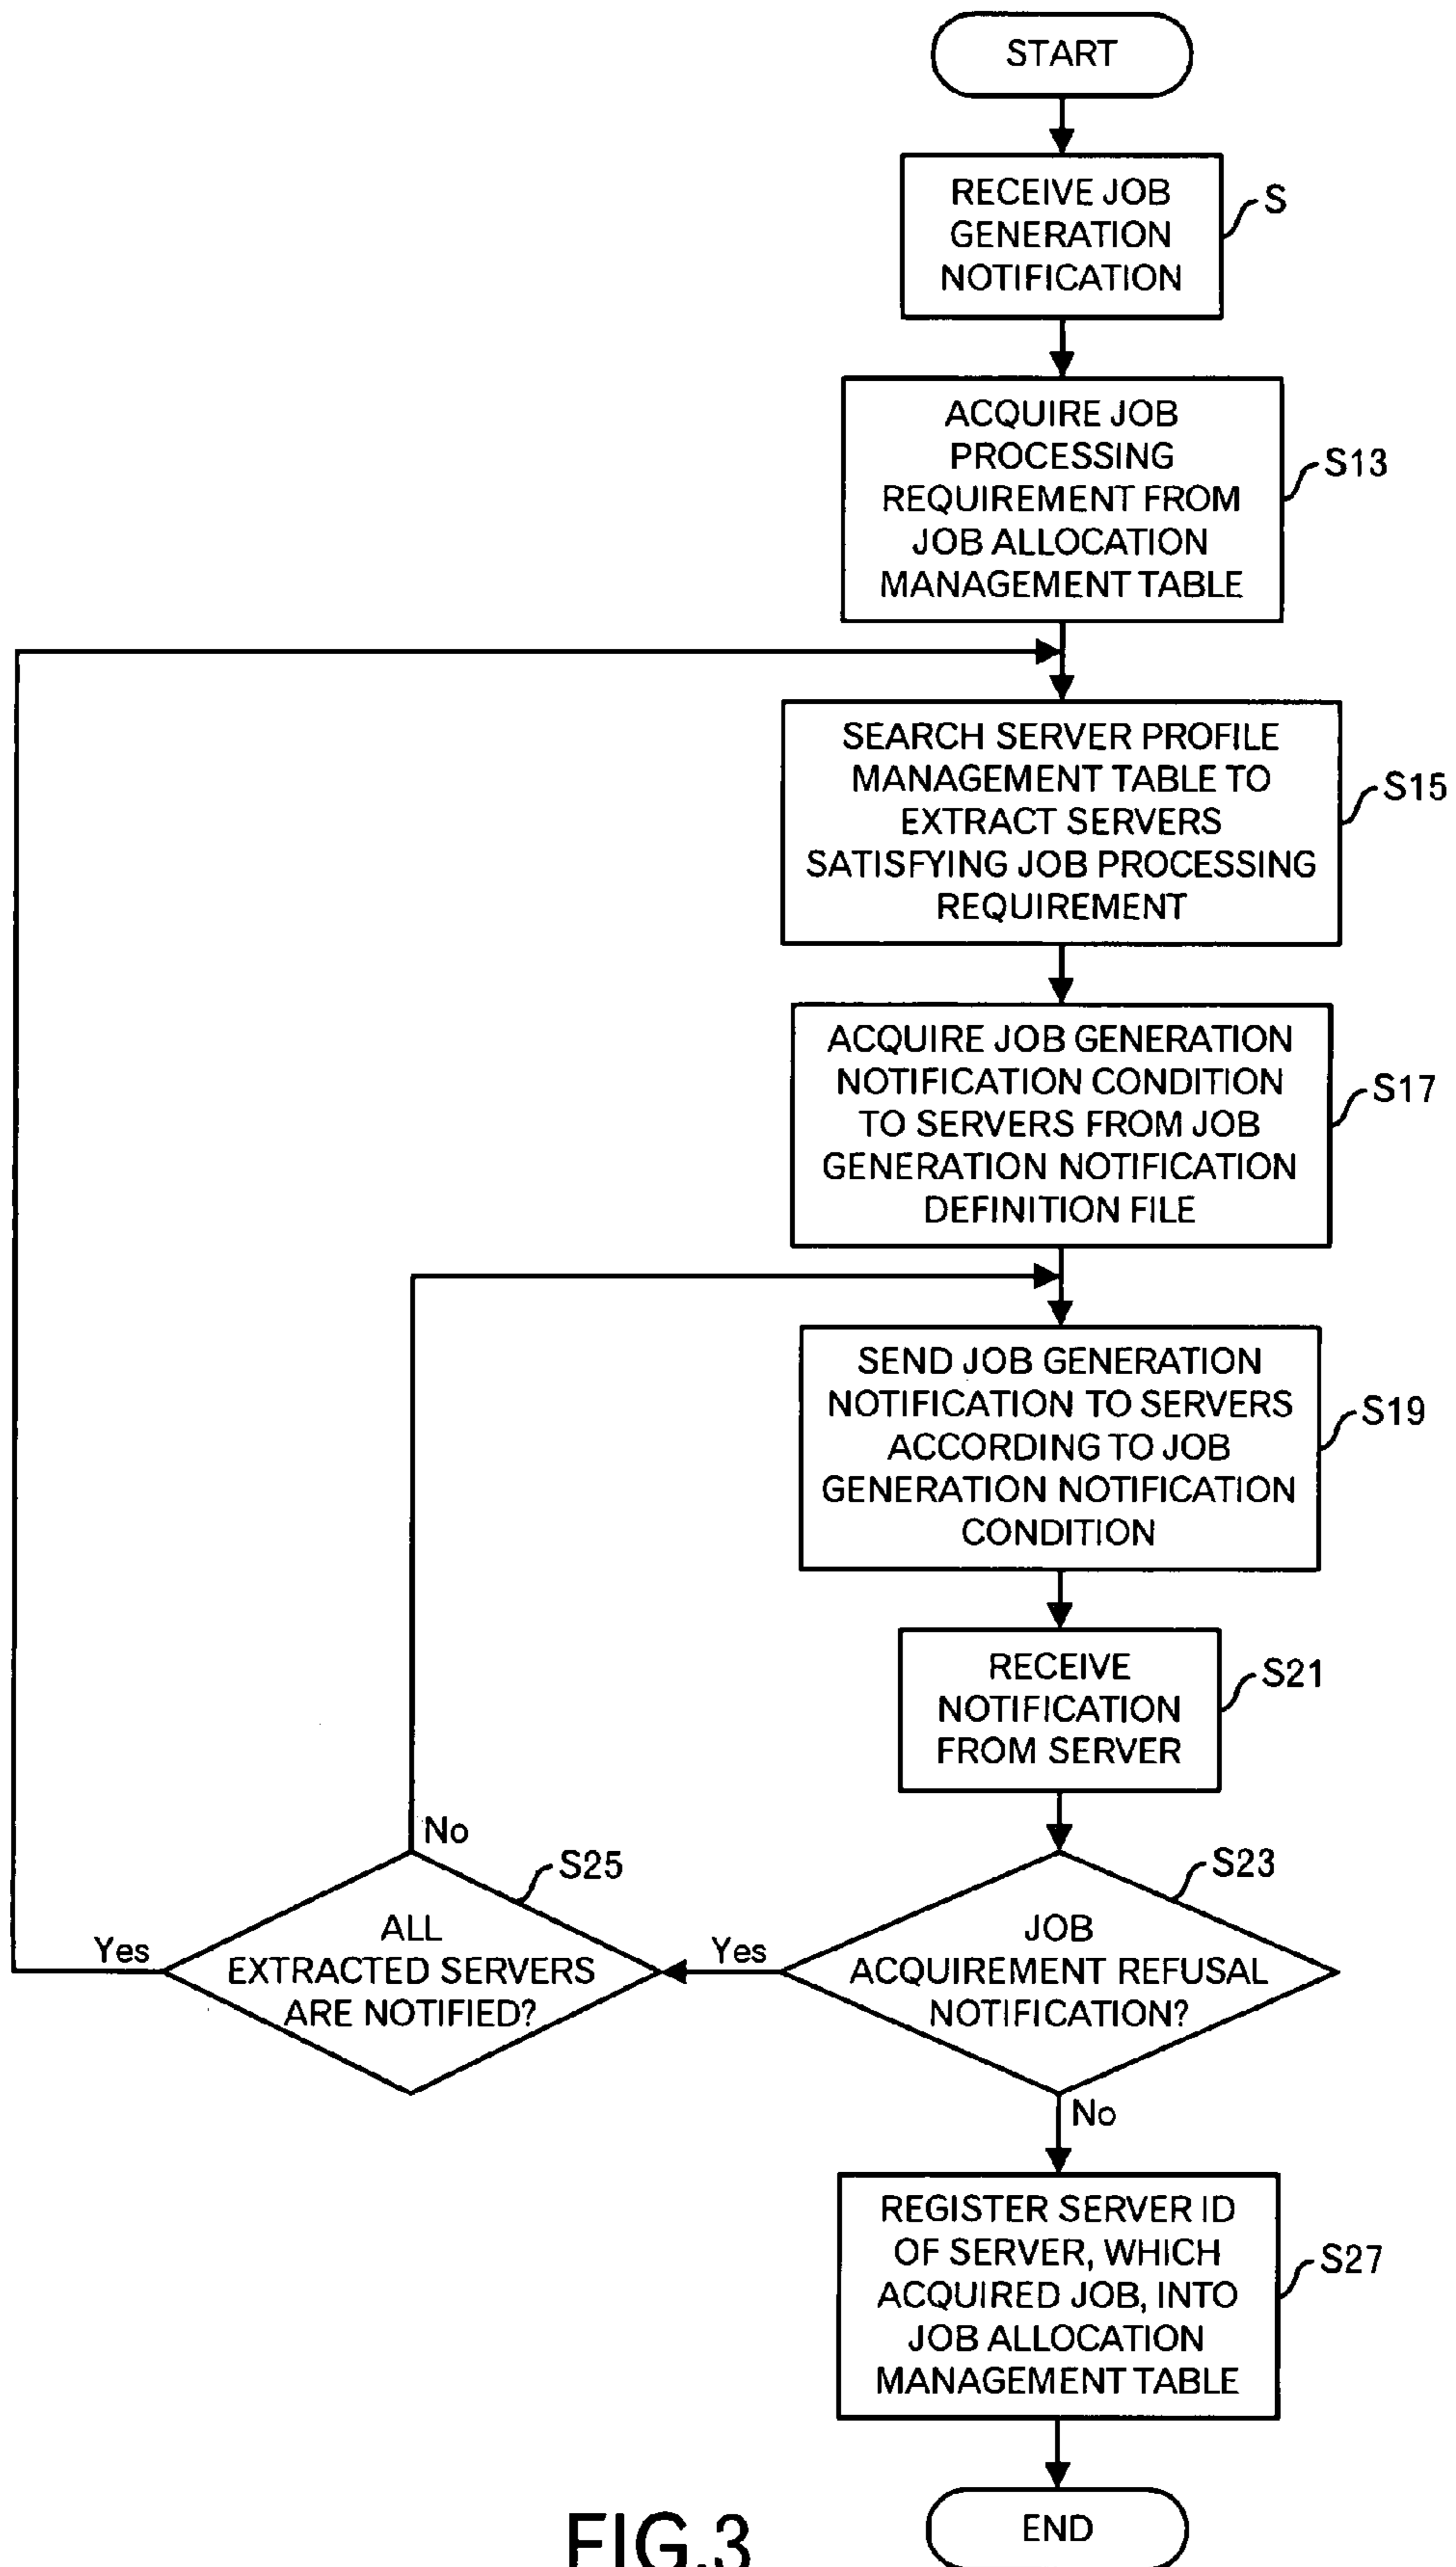 START
RECEIVE JOB
GENERATION
NOTIFICATION
S
ACQUIRE JOB
PROCESSING
REQUIREMENT FROM
JOB ALLOCATION
MANAGEMENT TABLE
S13
SEARCH SERVER PROFILE
MANAGEMENT TABLE TO
EXTRACT SERVERS
SATISFYING JOB PROCESSING
REQUIREMENT
S15
ACQUIRE JOB GENERATION
NOTIFICATION CONDITION
TO SERVERS FROM JOB
GENERATION NOTIFICATION
DEFINITION FILE
S17
SEND JOB GENERATION
NOTIFICATION TO SERVERS
ACCORDING TO JOB
GENERATION NOTIFICATION
CONDITION
S19
RECEIVE
NOTIFICATION
FROM SERVER
S21
JOB
ACQUIREMENT REFUSAL
NOTIFICATION?
S23
Yes
No
ALL
EXTRACTED SERVERS
ARE NOTIFIED?
S25
No
Yes
REGISTER SERVER ID
OF SERVER, WHICH
ACQUIRED JOB, INTO
JOB ALLOCATION
MANAGEMENT TABLE
S27
END
FIG.3